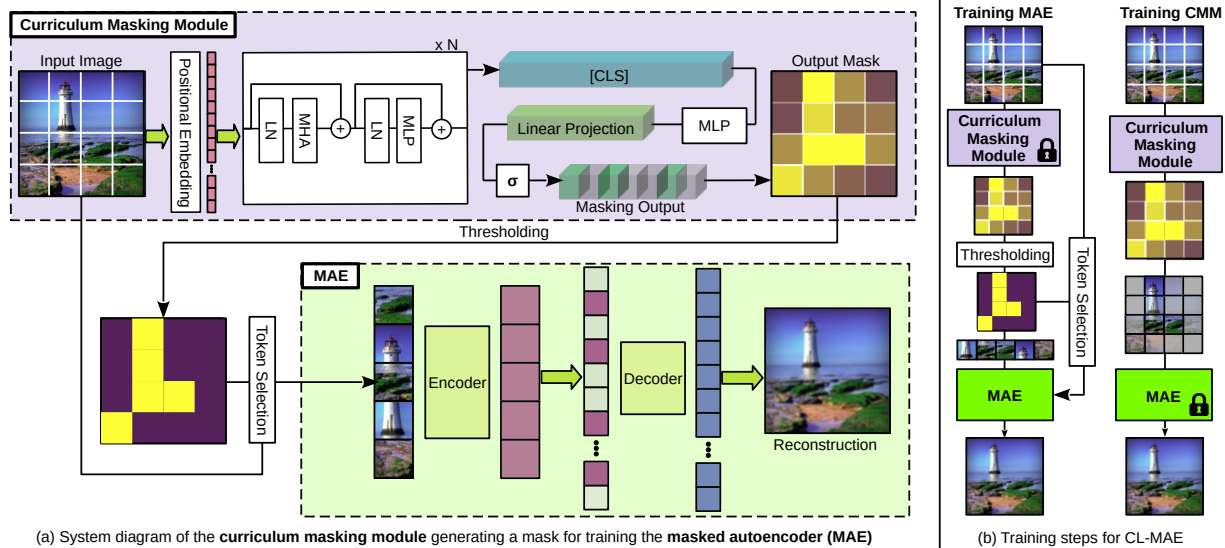 Curriculum Masking Module
Input Image
Positional Embedding
x N
LN
MHA
+
LN
MLP
+
[CLS]
Linear Projection
MLP
σ
Masking Output
Output Mask
Thresholding
MAE
Token Selection
Encoder
Decoder
Reconstruction
(a) System diagram of the curriculum masking module generating a mask for training the masked autoencoder (MAE)
Training MAE
Curriculum
Masking
Module
Thresholding
Token Selection
MAE
Training CMM
Curriculum
Masking
Module
MAE
(b) Training steps for CL-MAE